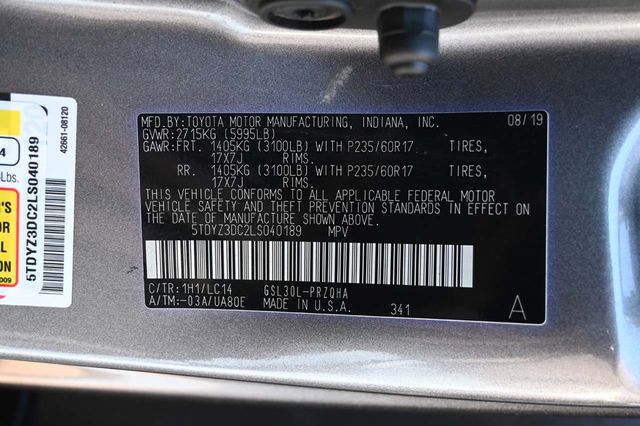 MFD.BY:TOYOTA MOTOR MANUFACTURING, INDIANA, INC. 08/19
GVWR:2715KG (5995LB)
GAWR:FRT. 1405KG (3100LB) WITH P235/60R17 TIRES,
17X7J RIMS.
RR. 1405KG (3100LB) WITH P235/60R17 TIRES,
17X7J RIMS.
THIS VEHICLE CONFORMS TO ALL APPLICABLE FEDERAL MOTOR
VEHICLE SAFETY AND THEFT PREVENTION STANDARDS IN EFFECT ON
THE DATE OF MANUFACTURE SHOWN ABOVE.
5TDYZ3DC2LS040189 MPV
C/TR:1H1/LC14 GSL30L-PRZQHA
A/TM:-03A/UA80E MADE IN U.S.A. 341 A
5TDYZ3DC2LS040189
42661-08120
4
Lbs.